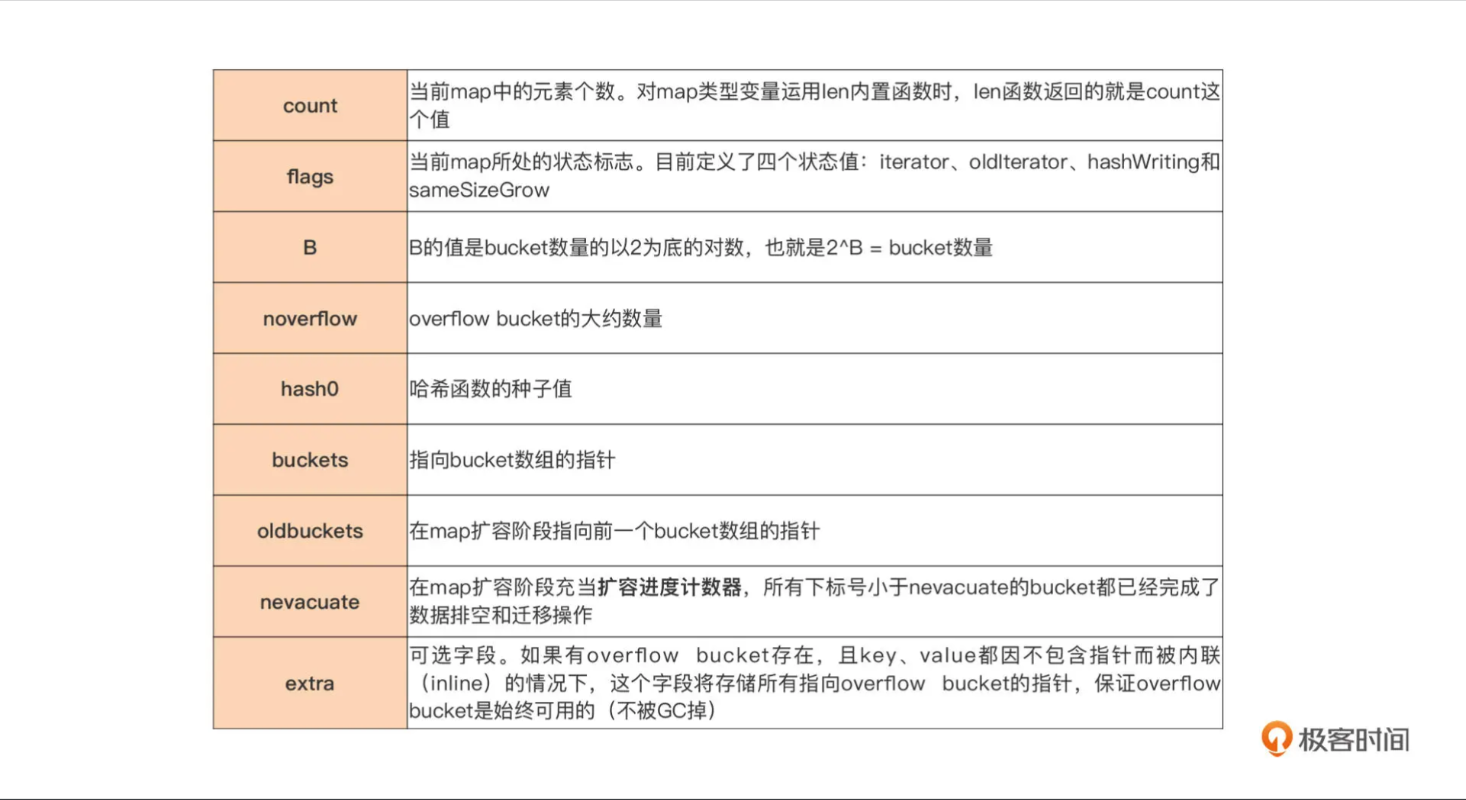 count
当前map中的元素个数。对map类型变量运用len内置函数时，len函数返回的就是count这
个值
flags
当前map所处的状态标志。目前定义了四个状态值：iterator、oldIterator、hashWriting和
sameSizeGrow
B
B的值是bucket数量的以2为底的对数，也就是2^B = bucket数量
noverflow
overflow bucket的大约数量
hash0
哈希函数的种子值
buckets
指向bucket数组的指针
oldbuckets
在map扩容阶段指向前一个bucket数组的指针
nevacuate
在map扩容阶段充当扩容进度计数器，所有下标号小于nevacuate的bucket都已经完成了
数据排空和迁移操作
extra
可选字段。如果有overflow bucket存在，且key、value都因不包含指针而被内联
（inline）的情况下，这个字段将存储所有指向overflow bucket的指针，保证overflow
bucket是始终可用的（不被GC掉）
极客时间